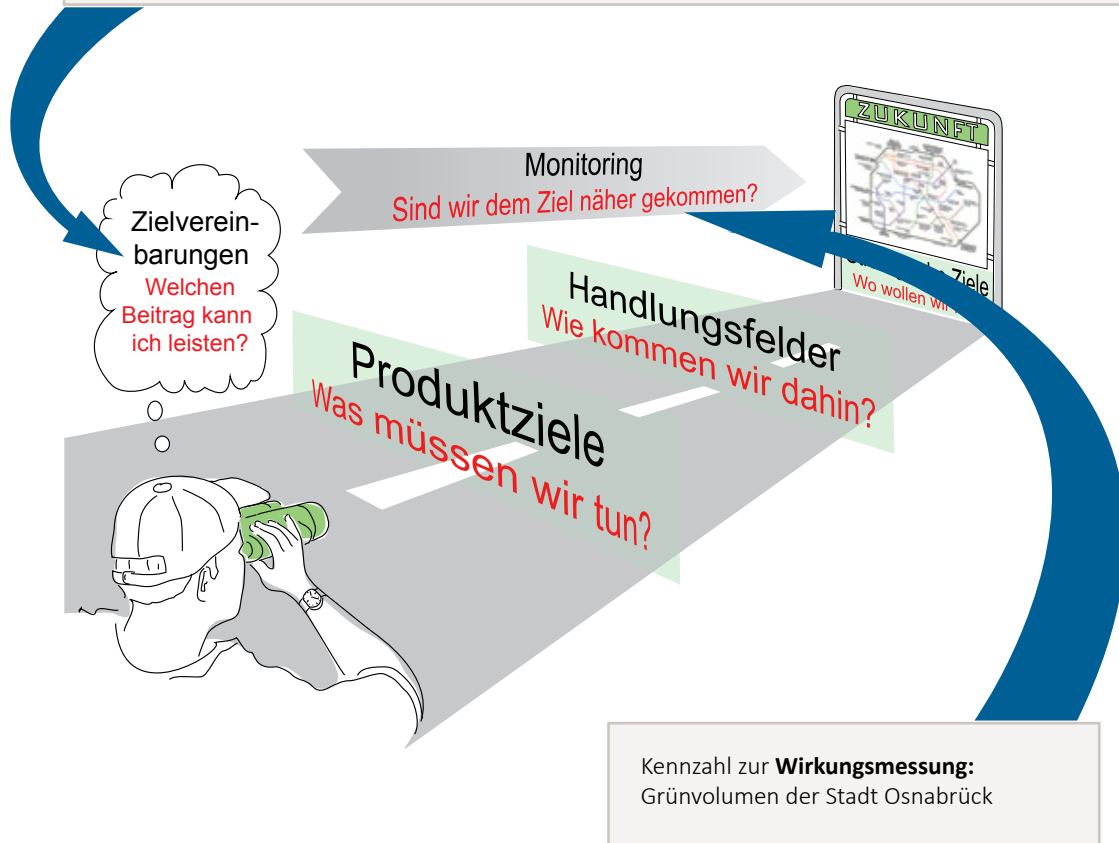 ZUKUNFT
Monitoring
Sind wir dem Ziel näher gekommen?
Zielverein-
barungen
Welchen
Beitrag kann
ich leisten?
Ziele
Wo wollen wir
Handlungsfelder
Wie kommen wir dahin?
Produktziele
Was müssen wir tun?
Kennzahl zur Wirkungsmessung:
Grünvolumen der Stadt Osnabrück